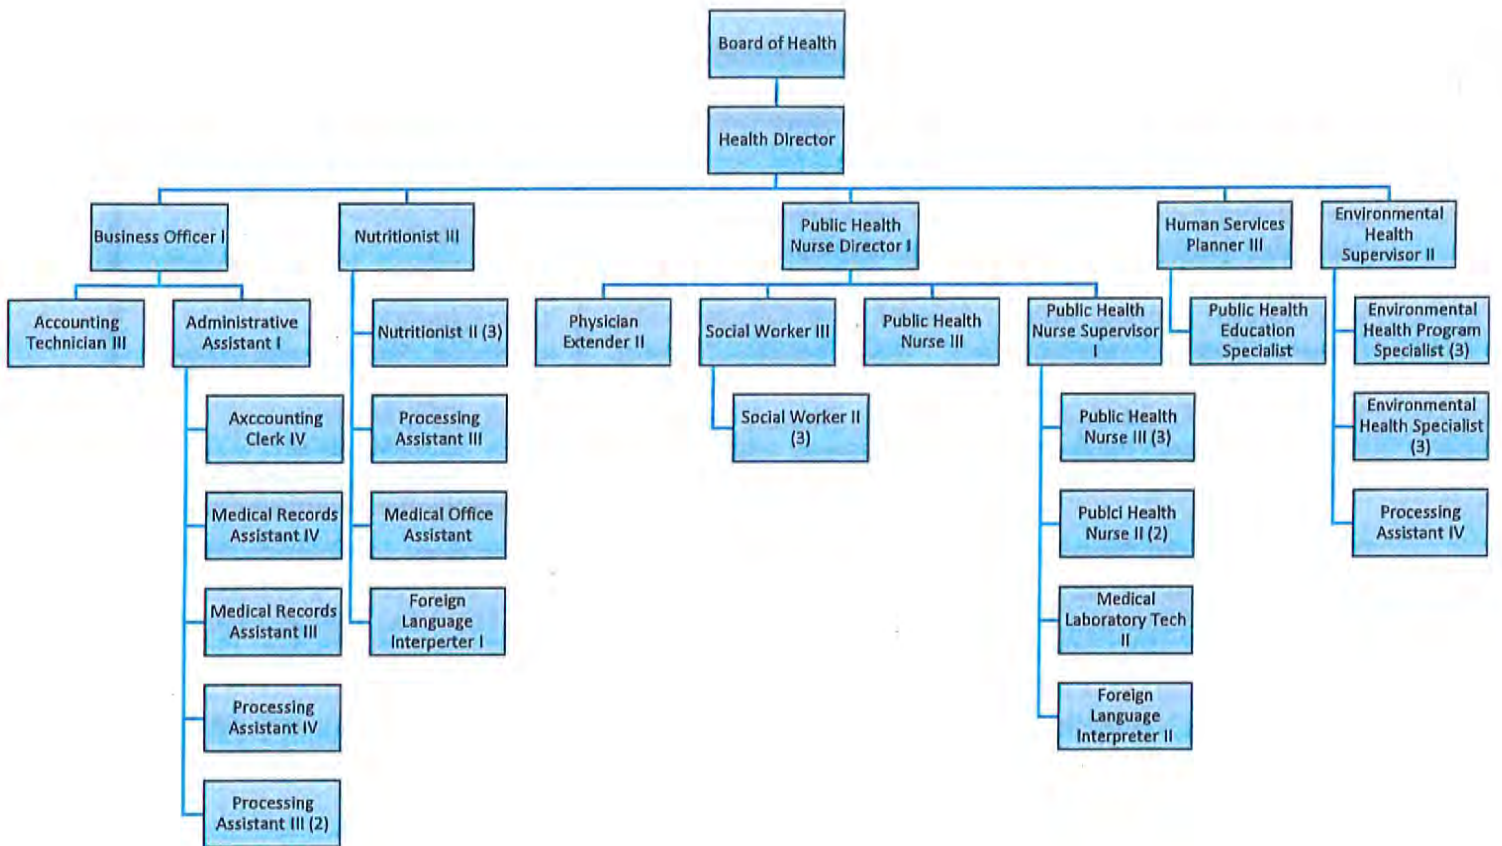 Board of Health
Health Director
Business Officer I
Nutritionist III
Public Health
Nurse Director I
Human Services
Planner III
Environmental
Health
Supervisor II
Accounting
Technician III
Administrative
Assistant I
Nutritionist II (3)
Physician
Extender II
Social Worker III
Public Health
Nurse III
Public Health
Nurse Supervisor
I
Public Health
Education
Specialist
Environmental
Health Program
Specialist (3)
Axccounting
Clerk IV
Processing
Assistant III
Social Worker II
(3)
Public Health
Nurse III (3)
Environmental
Health Specialist
(3)
Medical Records
Assistant IV
Medical Office
Assistant
Publci Health
Nurse II (2)
Processing
Assistant IV
Medical Records
Assistant III
Foreign
Language
Interperter I
Medical
Laboratory Tech
II
Processing
Assistant IV
Foreign
Language
Interpreter II
Processing
Assistant III (2)